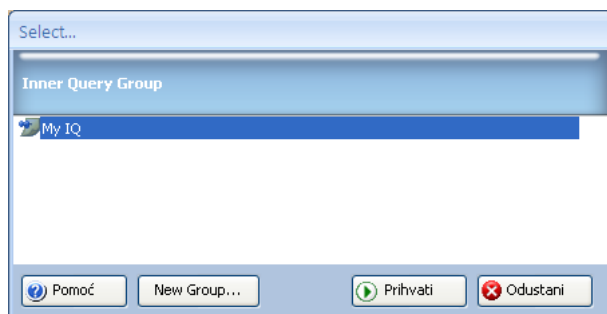 Select...
Inner Query Group
My IQ
Pomoć
New Group...
Prihvati
Odustani